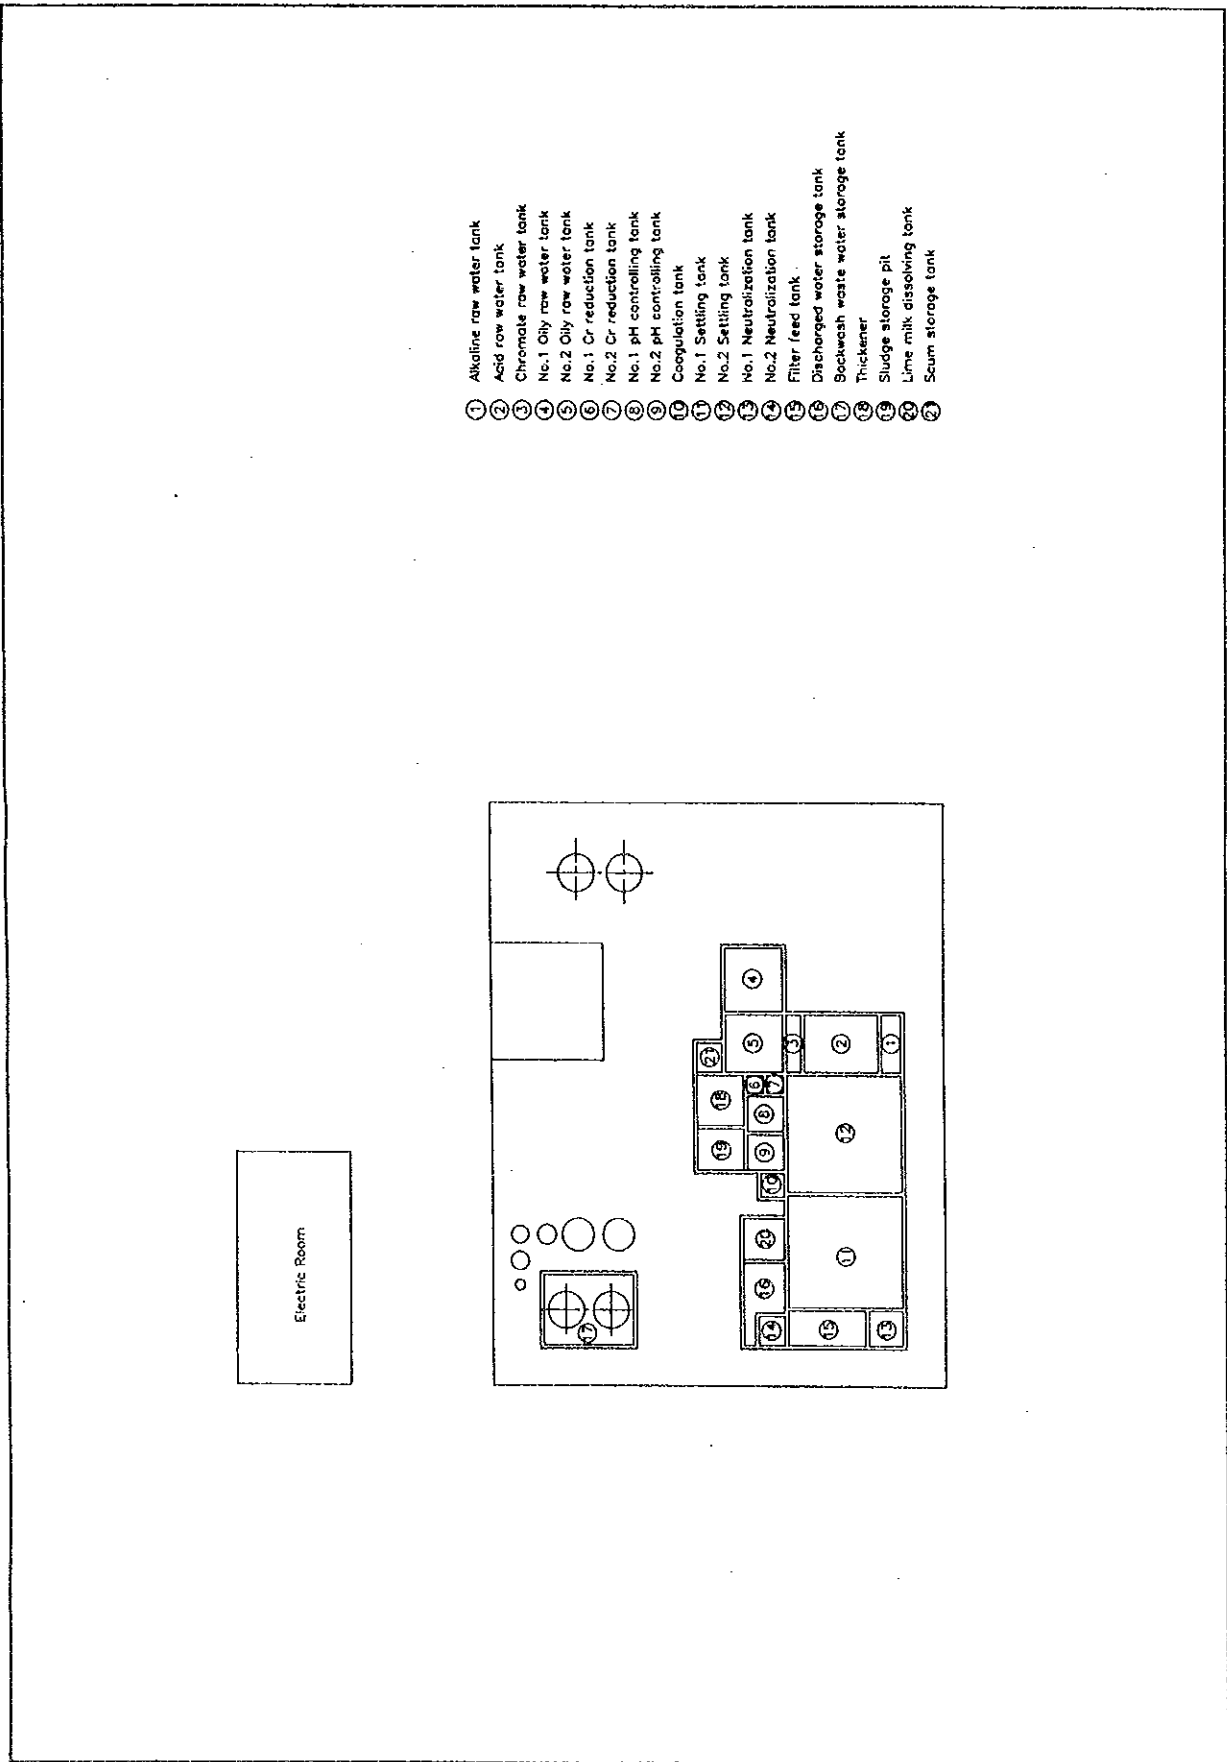 Electric Room
① Alkaline raw water tank
② Acid raw water tank
③ Chromate raw water tank
④ No.1 Oily raw water tank
⑤ No.2 Oily raw water tank
⑥ No.1 Cr reduction tank
⑦ No.2 Cr reduction tank
⑧ No.1 pH controlling tank
⑨ No.2 pH controlling tank
⑩ Coagulation tank
⑪ No.1 Settling tank
⑫ No.2 Settling tank
⑬ No.1 Neutralization tank
⑭ No.2 Neutralization tank
⑮ Filter feed tank
⑯ Discharged water storage tank
⑰ Backwash waste water storage tank
⑱ Thickener
⑲ Sludge storage pit
⑳ Lime milk dissolving tank
㉑ Scum storage tank
⑰
⑭
⑯
⑳
⑮
⑬
⑪
⑩
⑲
⑱
㉑
⑨
⑧
⑥
⑦
⑫
⑤
④
③
②
①